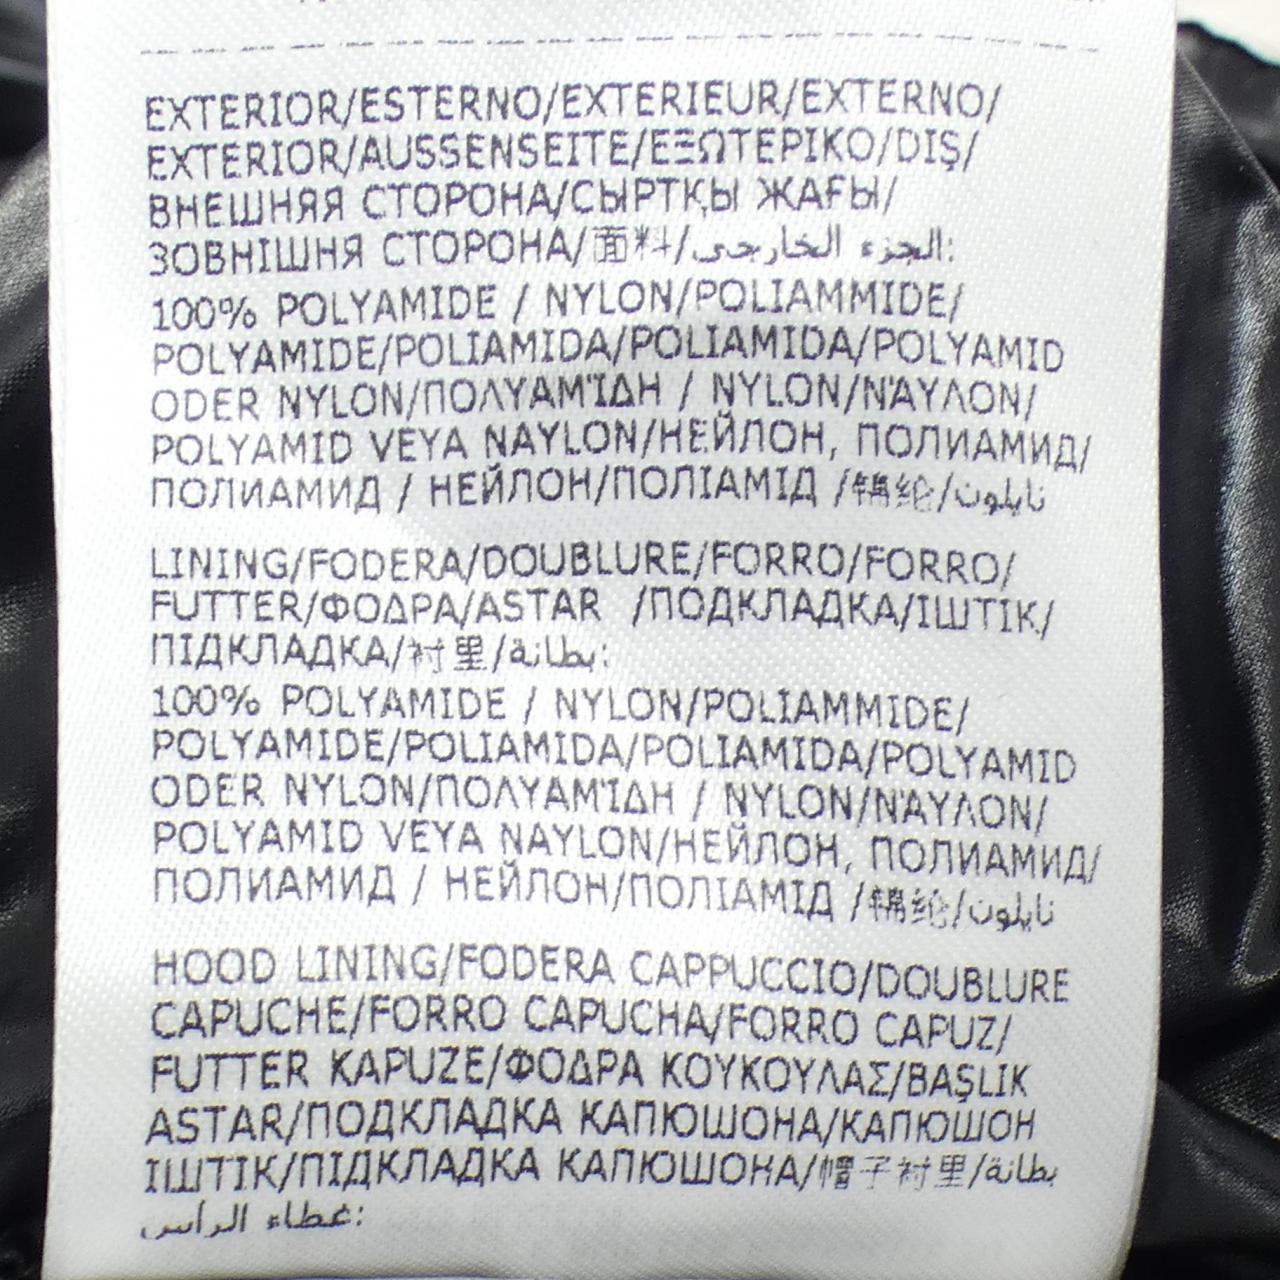 EXTERIOR/ESTERNO/EXTERIEUR/EXTERNO/
EXTERIOR/AUSSENSEITE/ΕΞΩΤΕΡΙΚΟ/DIŞ/
ВНЕШНЯЯ СТОРОНА/СЫРТҚЫ ЖАҒЫ/
ЗОВНІШНЯ СТОРОНА/面料/الجزء الخارجي:
100% POLYAMIDE / NYLON/POLIAMMIDE/
POLYAMIDE/POLIAMIDA/POLIAMIDA/POLYAMID
ODER NYLON/ΠΟΛΥΑΜΊΔΗ / NYLON/ΝΆΥΛΟΝ/
POLYAMID VEYA NAYLON/НЕЙЛОН, ПОЛИАМИД/
ПОЛИАМИД / НЕЙЛОН/ПОЛІАМІД /锦纶/نايلون
LINING/FODERA/DOUBLURE/FORRO/FORRO/
FUTTER/ΦΟΔΡΑ/ASTAR /ПОДКЛАДКА/ІШТІК/
ПІДКЛАДКА/衬里/بطانة:
100% POLYAMIDE / NYLON/POLIAMMIDE/
POLYAMIDE/POLIAMIDA/POLIAMIDA/POLYAMID
ODER NYLON/ΠΟΛΥΑΜΊΔΗ / NYLON/ΝΆΥΛΟΝ/
POLYAMID VEYA NAYLON/НЕЙЛОН, ПОЛИАМИД/
ПОЛИАМИД / НЕЙЛОН/ПОЛІАМІД /锦纶/نايلون
HOOD LINING/FODERA CAPPUCCIO/DOUBLURE
CAPUCHE/FORRO CAPUCHA/FORRO CAPUZ/
FUTTER KAPUZE/ΦΟΔΡΑ ΚΟΥΚΟΥΛΑΣ/BAŞLIK
ASTAR/ПОДКЛАДКА КАПЮШОНА/КАПЮШОН
ІШТІК/ПІДКЛАДКА КАПЮШОНА/帽子衬里/بطانة
غطاء الرأس: